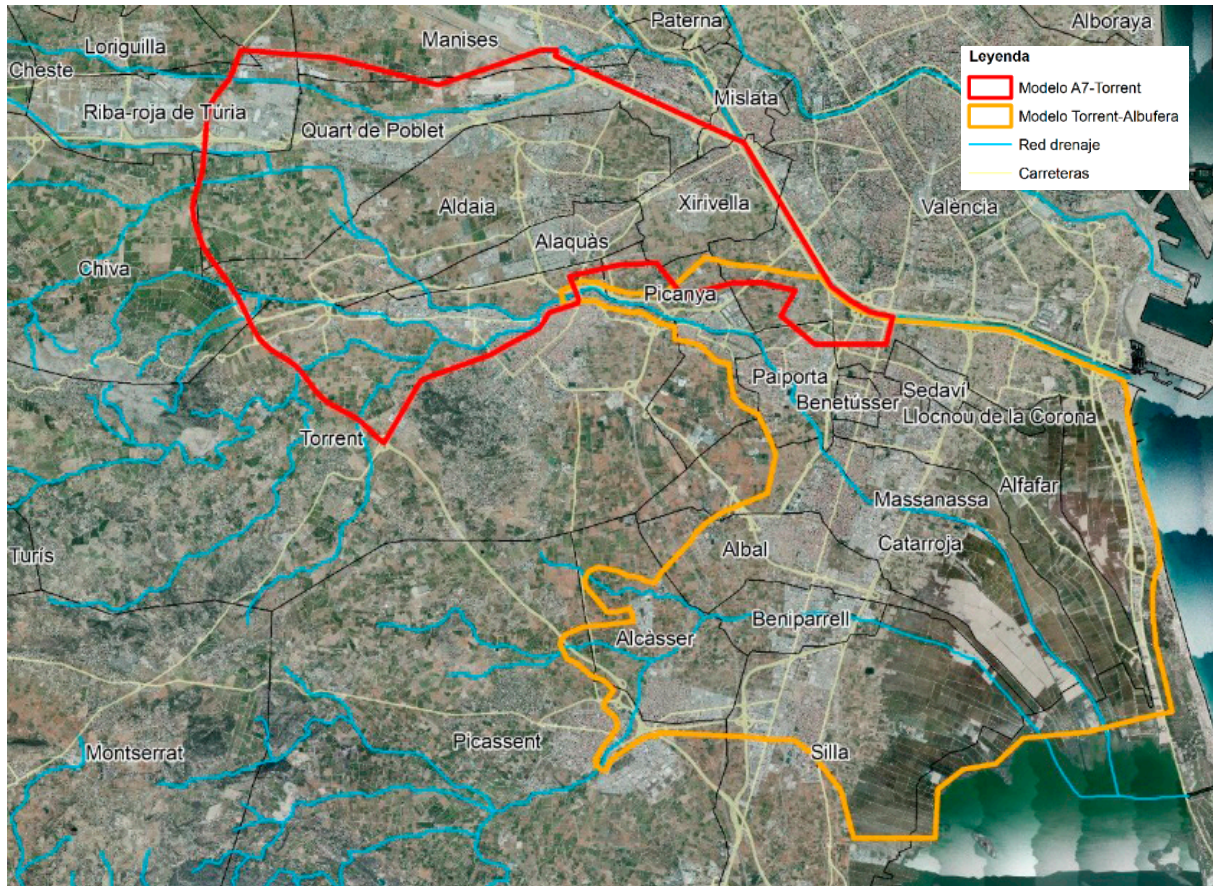 Paterna
Alboraya
Manises
Loriguilla
Cheste
Leyenda
Modelo A7-Torrent
Modelo Torrent-Albufera
Red drenaje
Carreteras
Mislata
Riba-roja de Túria
Quart de Poblet
Xirivella
Aldaia
València
Alaquàs
Chiva
Picanya
Paiporta
Sedaví
Benetússer
Llocnou de la Corona
Torrent
Alfafar
Massanassa
Turís
Albal
Catarroja
Beniparrell
Alcàsser
Picassent
Montserrat
Silla